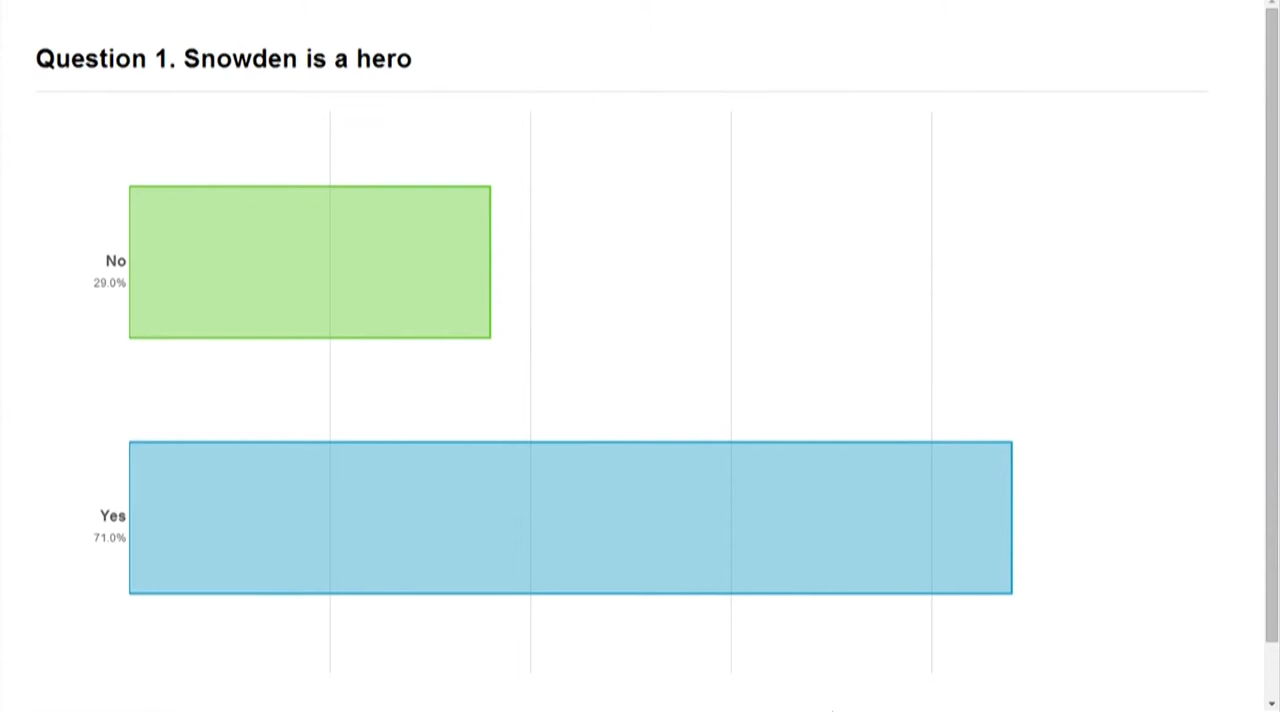 Question 1. Snowden is a hero
No
29.0%
Yes
71.0%